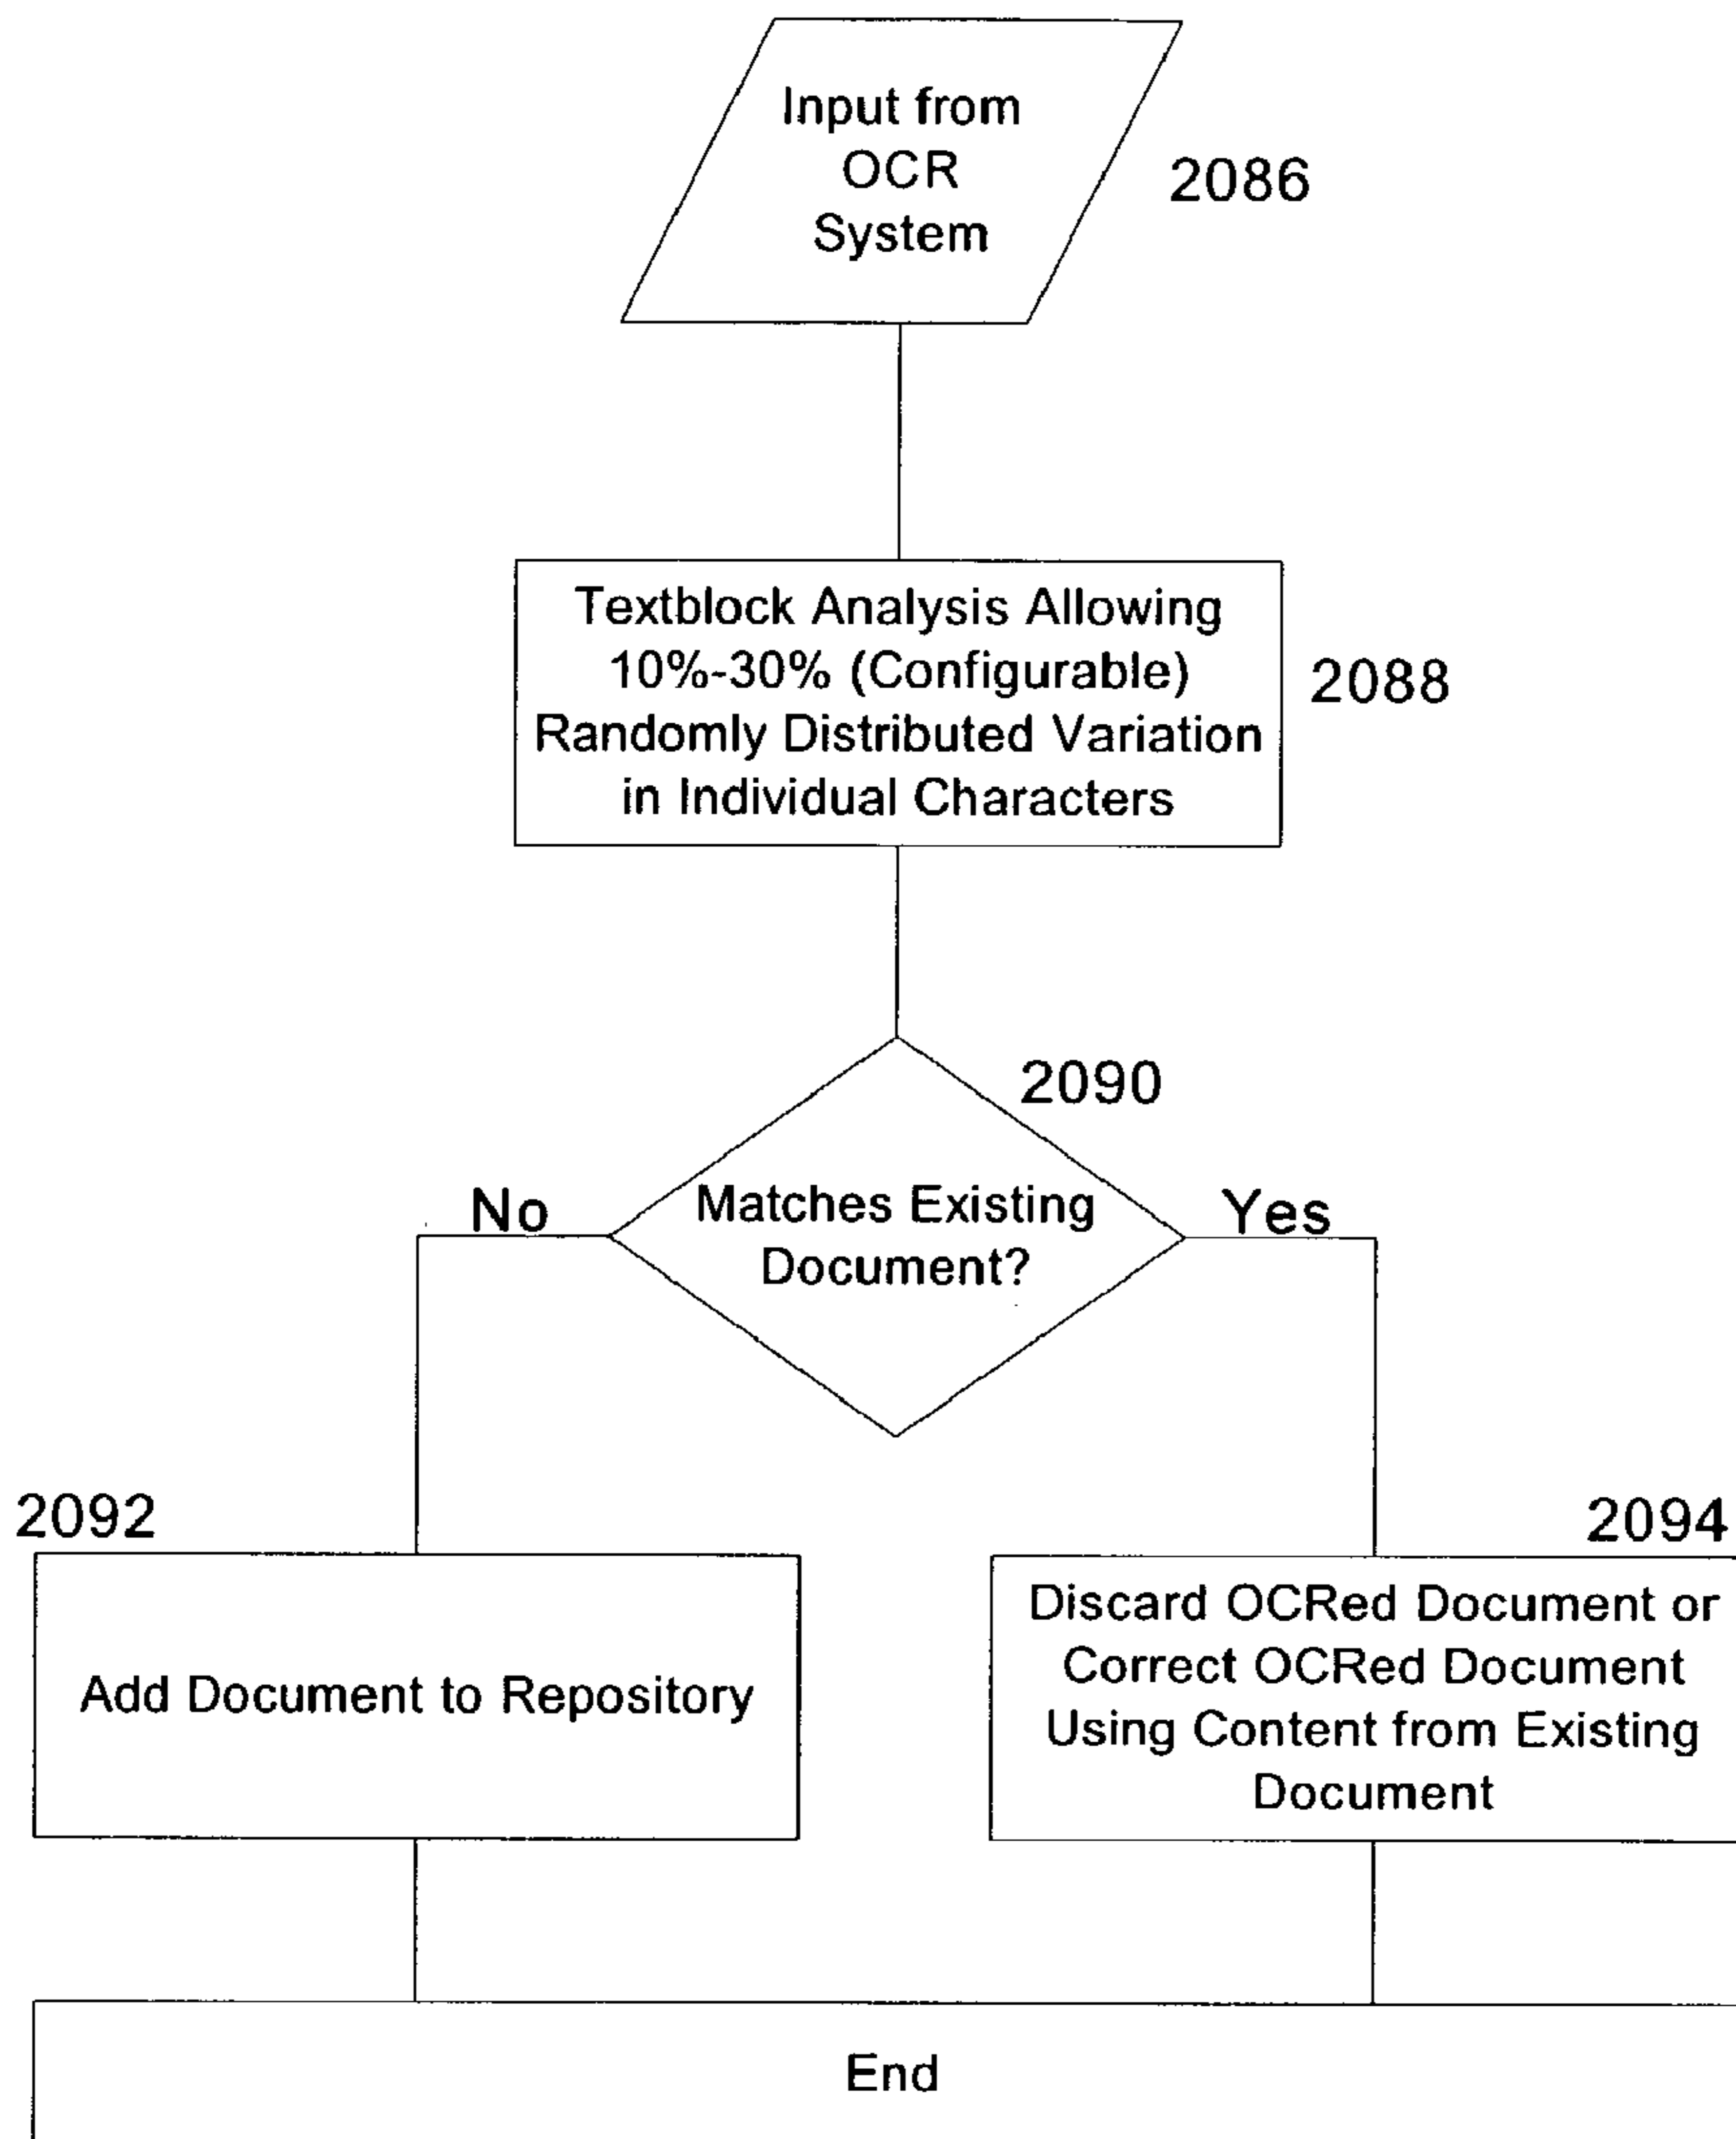 Input from
OCR
System
2086
Textblock Analysis Allowing
10%-30% (Configurable)
Randomly Distributed Variation
in Individual Characters
2088
2090
No
Matches Existing
Document?
Yes
2092
2094
Add Document to Repository
Discard OCRed Document or
Correct OCRed Document
Using Content from Existing
Document
End